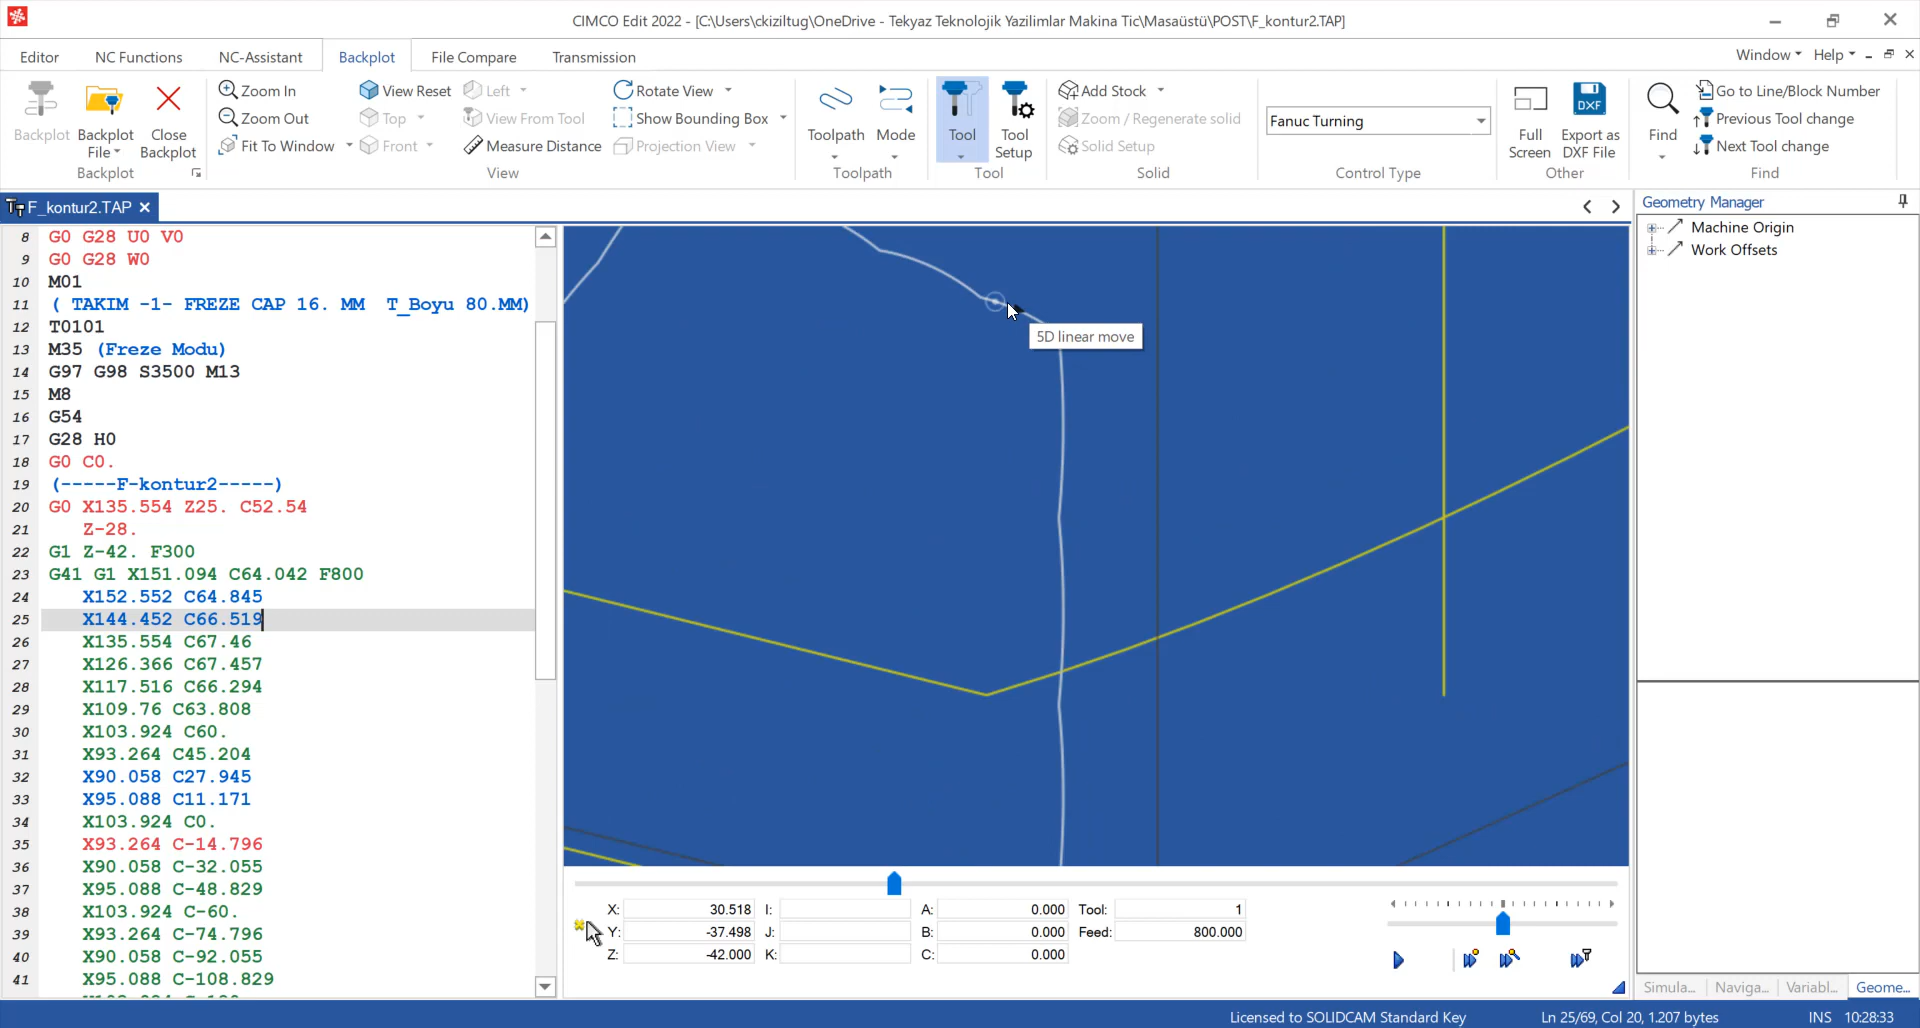 CIMCO Edit 2022 - [C:\Users\ckiziltug\OneDrive - Tekyaz Teknolojik Yazilimlar Makina Tic\Masaüstü\POST\F_kontur2.TAP]
Editor NC Functions NC-Assistant Backplot File Compare Transmission Window Help
Backplot
Backplot File
Close Backplot
Backplot
Zoom In
Zoom Out
Fit To Window
View Reset
Top
Front
Left
View From Tool
Measure Distance
Rotate View
Show Bounding Box
Projection View
View
Toolpath
Mode
Toolpath
Tool
Tool Setup
Tool
Add Stock
Zoom / Regenerate solid
Solid Setup
Solid
Fanuc Turning
Control Type
Full Screen
DXF
Export as DXF File
Other
Find
Go to Line/Block Number
Previous Tool change
Next Tool change
Find
F_kontur2.TAP
8 G0 G28 U0 V0
9 G0 G28 W0
10 M01
11 ( TAKIM -1- FREZE CAP 16. MM T_Boyu 80.MM)
12 T0101
13 M35 (Freze Modu)
14 G97 G98 S3500 M13
15 M8
16 G54
17 G28 H0
18 G0 C0.
19 (-----F-kontur2-----)
20 G0 X135.554 Z25. C52.54
21 Z-28.
22 G1 Z-42. F300
23 G41 G1 X151.094 C64.042 F800
24 X152.552 C64.845
25 X144.452 C66.519
26 X135.554 C67.46
27 X126.366 C67.457
28 X117.516 C66.294
29 X109.76 C63.808
30 X103.924 C60.
31 X93.264 C45.204
32 X90.058 C27.945
33 X95.088 C11.171
34 X103.924 C0.
35 X93.264 C-14.796
36 X90.058 C-32.055
37 X95.088 C-48.829
38 X103.924 C-60.
39 X93.264 C-74.796
40 X90.058 C-92.055
41 X95.088 C-108.829
5D linear move
X: 30.518 I: A: 0.000 Tool: 1
Y: -37.498 J: B: 0.000 Feed: 800.000
Z: -42.000 K: C: 0.000
Geometry Manager
Machine Origin
Work Offsets
Simula... Naviga... Variabl... Geome...
Licensed to SOLIDCAM Standard Key Ln 25/69, Col 20, 1.207 bytes INS 10:28:33